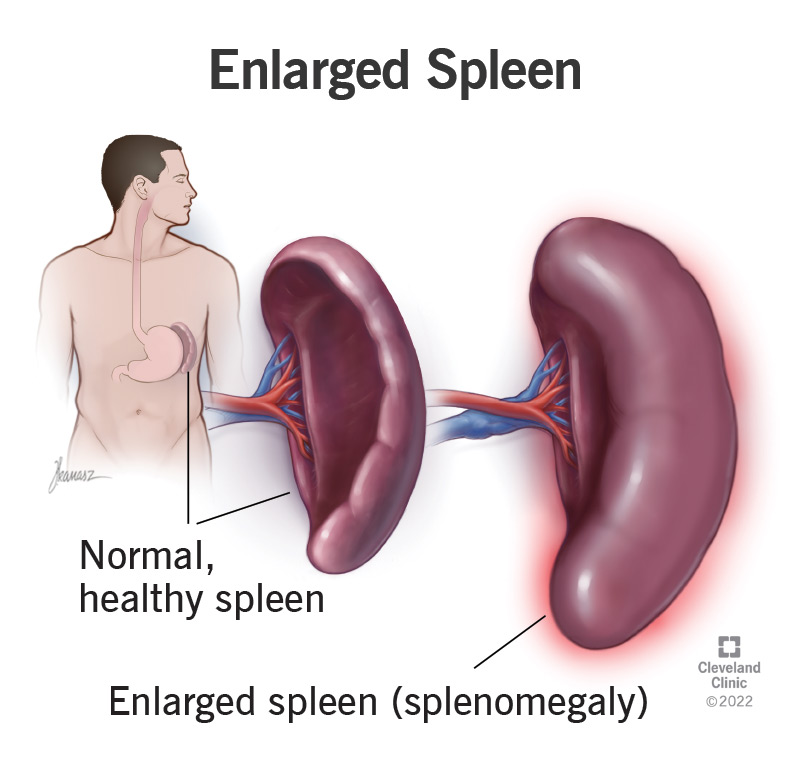 Enlarged Spleen
Normal,
healthy spleen
Enlarged spleen (splenomegaly)
Cleveland
Clinic
©2022